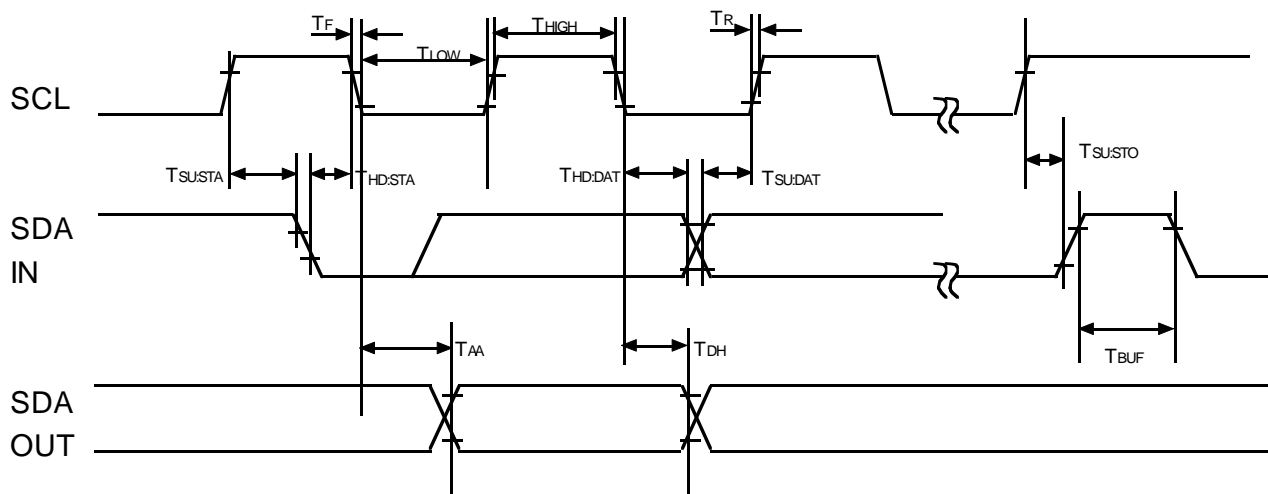 TF
THIGH
TR
TLOW
SCL
TSU:STA
THD:STA
THD:DAT
TSU:DAT
TSU:STO
SDA
IN
TAA
TDH
TBUF
SDA
OUT